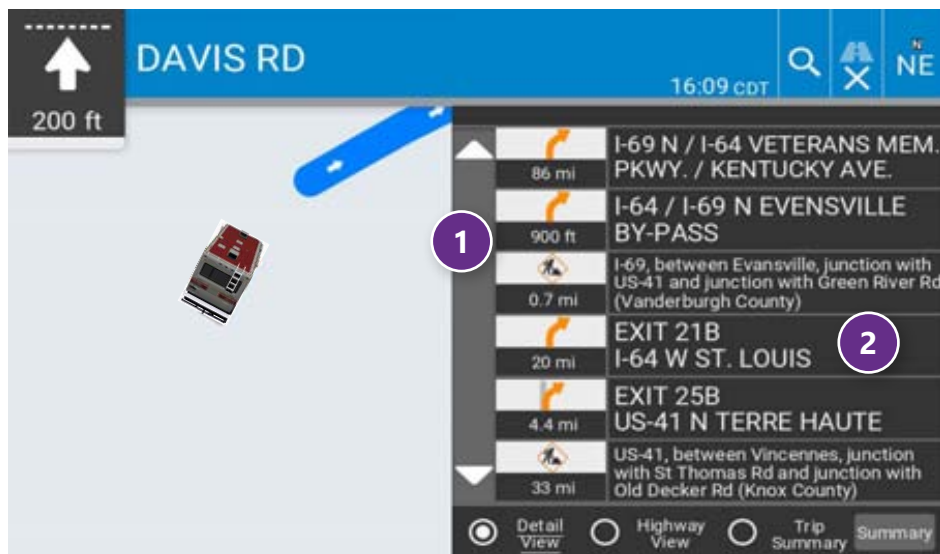 DAVIS RD
16:09 CDT
N
NE
200 ft
I-69 N / I-64 VETERANS MEM.
PKWY. / KENTUCKY AVE.
86 mi
I-64 / I-69 N EVENSVILLE
BY-PASS
900 ft
1
I-69, between Evansville, junction with
US-41 and junction with Green River Rd
(Vanderburgh County)
0.7 mi
EXIT 21B
I-64 W ST. LOUIS
20 mi
2
EXIT 25B
US-41 N TERRE HAUTE
4.4 mi
US-41, between Vincennes, junction
with St Thomas Rd and junction with
Old Decker Rd (Knox County)
33 mi
Detail
View
Highway
View
Trip
Summary
Summary